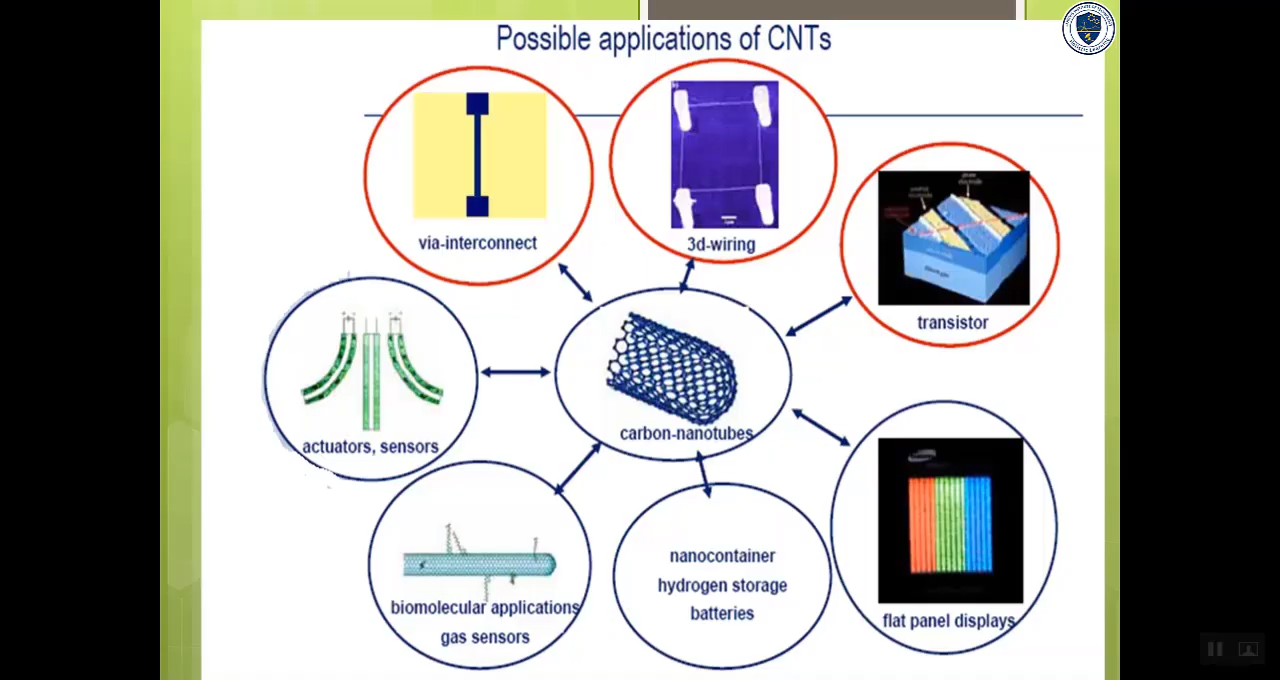 Possible applications of CNTs
via-interconnect
3d-wiring
transistor
actuators, sensors
carbon-nanotubes
biomolecular applications
gas sensors
nanocontainer
hydrogen storage
batteries
flat panel displays